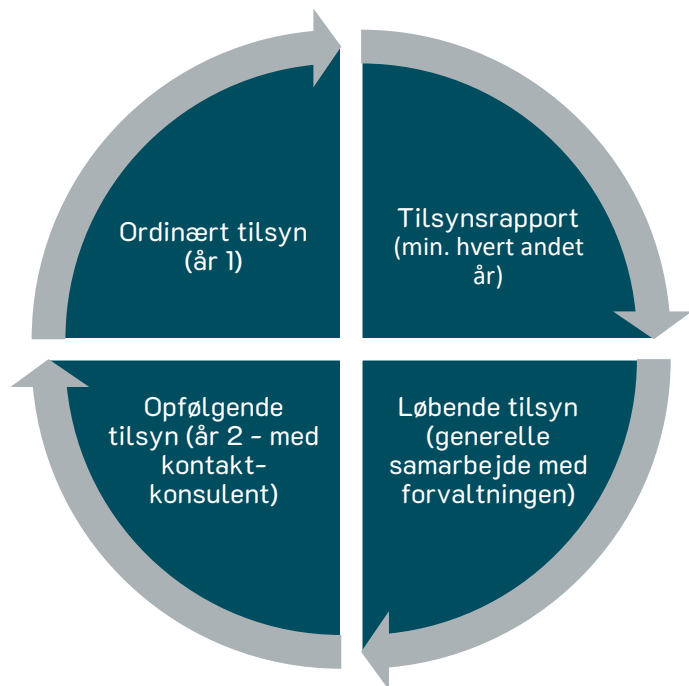 Ordinært tilsyn
(år 1)
Tilsynsrapport
(min. hvert andet
år)
Opfølgende
tilsyn (år 2 - med
kontakt-
konsulent)
Løbende tilsyn
(generelle
samarbejde med
forvaltningen)